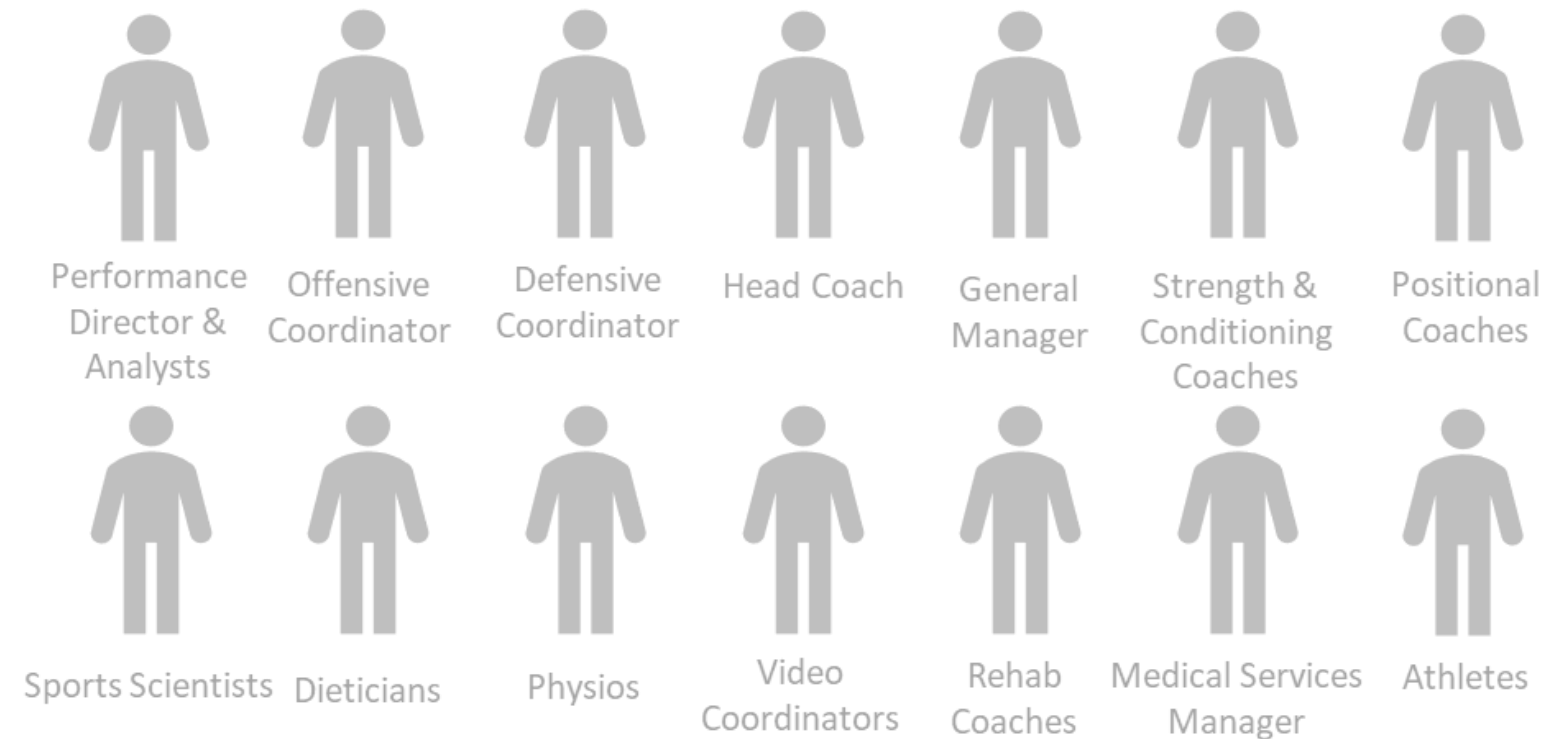 Performance
Director &
Analysts
Offensive
Coordinator
Defensive
Coordinator
Head Coach
General
Manager
Strength &
Conditioning
Coaches
Positional
Coaches
Sports Scientists
Dieticians
Physios
Video
Coordinators
Rehab
Coaches
Medical Services
Manager
Athletes